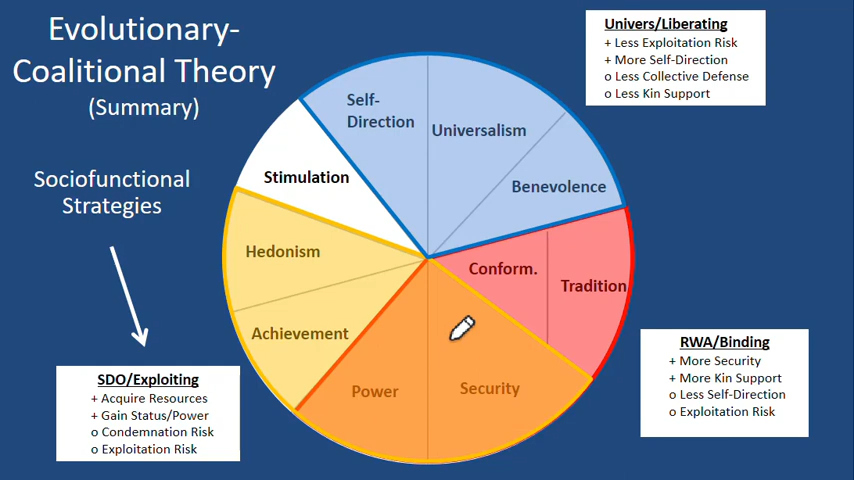 Evolutionary-
Coalitional Theory
(Summary)
Sociofunctional
Strategies
Univers/Liberating
+ Less Exploitation Risk
+ More Self-Direction
o Less Collective Defense
o Less Kin Support
Self-
Direction
Universalism
Stimulation
Benevolence
Hedonism
Conform.
Tradition
Achievement
Power
Security
SDO/Exploiting
+ Acquire Resources
+ Gain Status/Power
o Condemnation Risk
o Exploitation Risk
RWA/Binding
+ More Security
+ More Kin Support
o Less Self-Direction
o Exploitation Risk